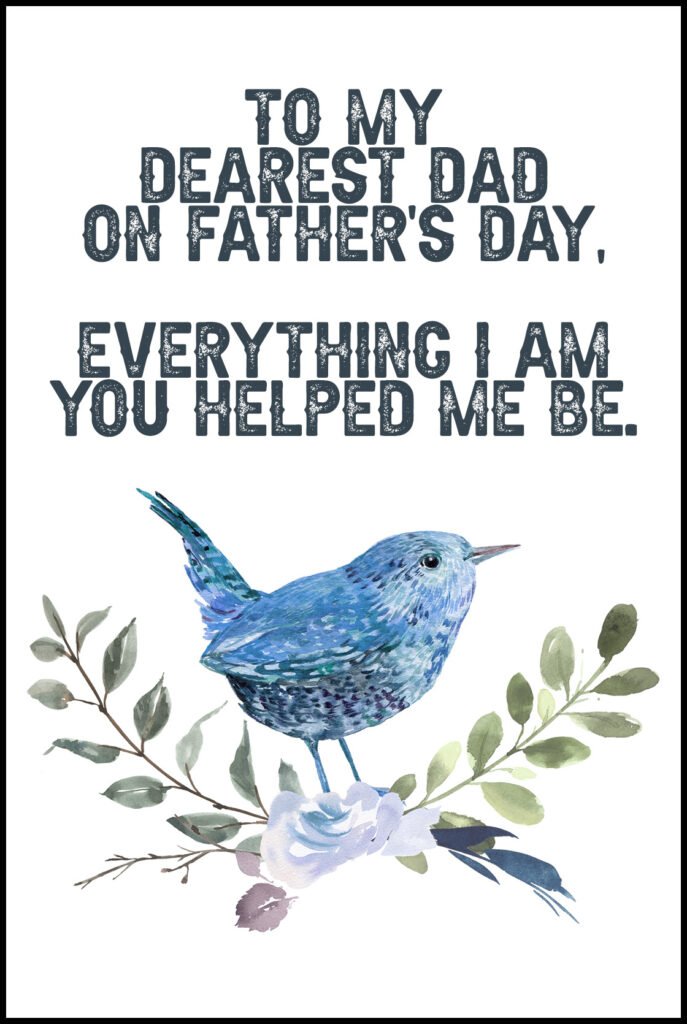 TO MY
DEAREST DAD
ON FATHER'S DAY,
EVERYTHING I AM
YOU HELPED ME BE.